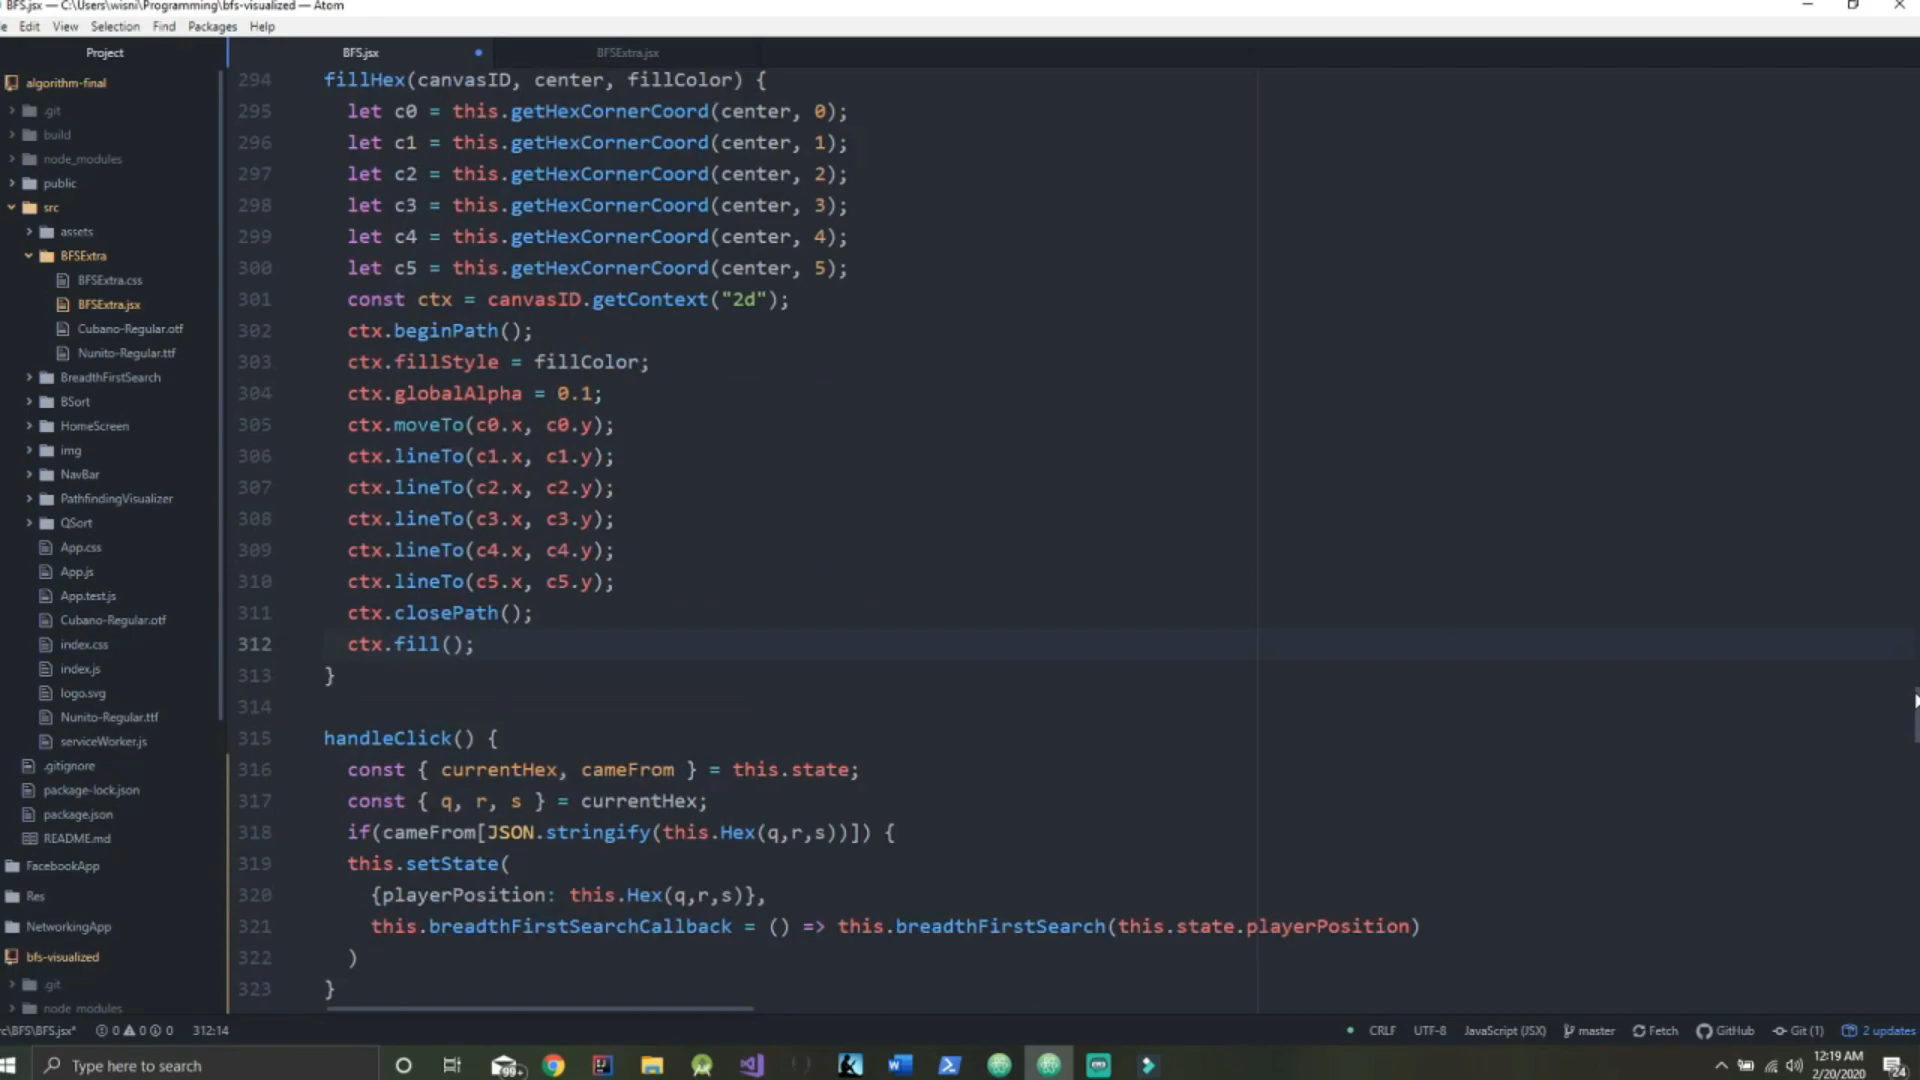 BFS.jsx — C:\Users\wisni\Programming\bfs-visualized — Atom
Edit View Selection Find Packages Help
Project
algorithm-final
.git
build
node_modules
public
src
assets
BFSExtra
BFSExtra.css
BFSExtra.jsx
Cubano-Regular.otf
Nunito-Regular.ttf
BreadthFirstSearch
BSort
HomeScreen
img
NavBar
PathfindingVisualizer
QSort
App.css
App.js
App.test.js
Cubano-Regular.otf
index.css
index.js
logo.svg
Nunito-Regular.ttf
serviceWorker.js
.gitignore
package-lock.json
package.json
README.md
FacebookApp
Res
NetworkingApp
bfs-visualized
.git
node_modules
BFS.jsx BFSExtra.jsx
294 fillHex(canvasID, center, fillColor) {
295 let c0 = this.getHexCornerCoord(center, 0);
296 let c1 = this.getHexCornerCoord(center, 1);
297 let c2 = this.getHexCornerCoord(center, 2);
298 let c3 = this.getHexCornerCoord(center, 3);
299 let c4 = this.getHexCornerCoord(center, 4);
300 let c5 = this.getHexCornerCoord(center, 5);
301 const ctx = canvasID.getContext("2d");
302 ctx.beginPath();
303 ctx.fillStyle = fillColor;
304 ctx.globalAlpha = 0.1;
305 ctx.moveTo(c0.x, c0.y);
306 ctx.lineTo(c1.x, c1.y);
307 ctx.lineTo(c2.x, c2.y);
308 ctx.lineTo(c3.x, c3.y);
309 ctx.lineTo(c4.x, c4.y);
310 ctx.lineTo(c5.x, c5.y);
311 ctx.closePath();
312 ctx.fill();
313 }
314
315 handleClick() {
316 const { currentHex, cameFrom } = this.state;
317 const { q, r, s } = currentHex;
318 if(cameFrom[JSON.stringify(this.Hex(q,r,s))]) {
319 this.setState(
320 {playerPosition: this.Hex(q,r,s)},
321 this.breadthFirstSearchCallback = () => this.breadthFirstSearch(this.state.playerPosition)
322 )
323 }
rc\BFS\BFS.jsx* 0 0 0 312:14 CRLF UTF-8 JavaScript (JSX) master Fetch GitHub Git (1) 2 updates
Type here to search 99+ 12:19 AM
2/20/2020 24